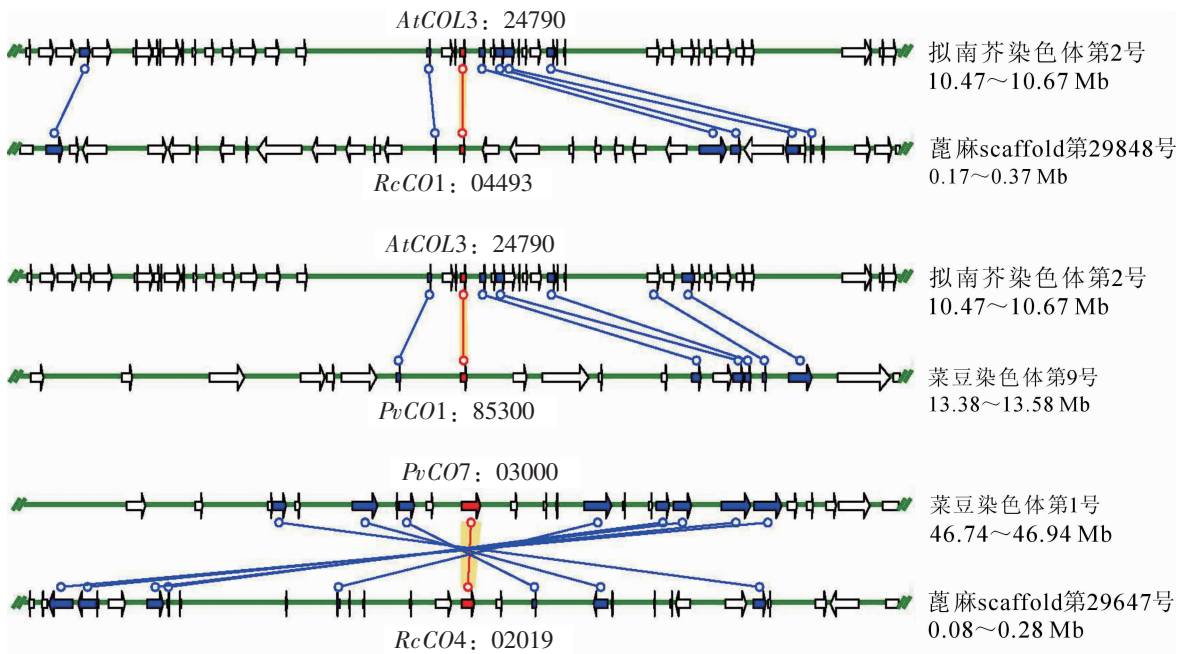 AtCOL3：24790
拟南芥染色体第2号
10.47～10.67 Mb
蓖麻scaffold第29848号
0.17～0.37 Mb
RcCO1：04493
AtCOL3：24790
拟南芥染色体第2号
10.47～10.67 Mb
菜豆染色体第9号
13.38～13.58 Mb
PvCO1：85300
PvCO7：03000
菜豆染色体第1号
46.74～46.94 Mb
蓖麻scaffold第29647号
0.08～0.28 Mb
RcCO4：02019